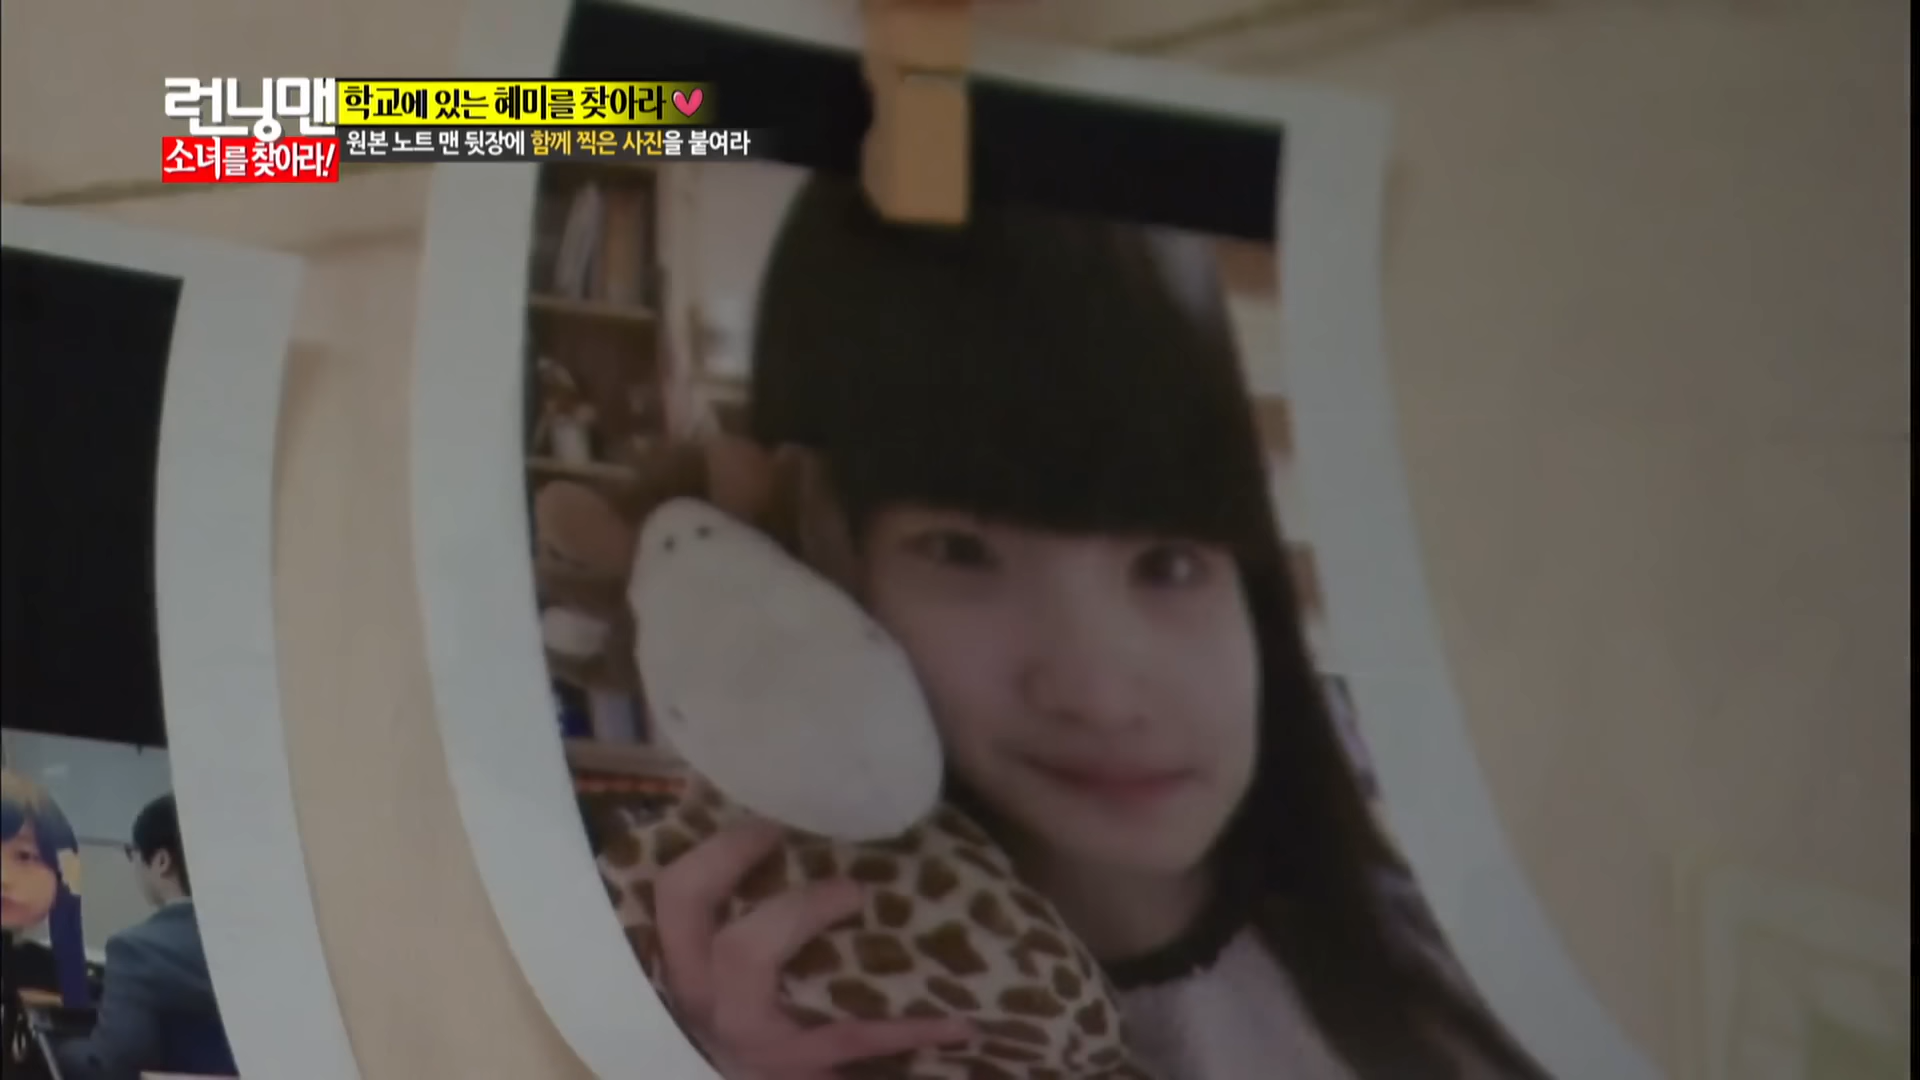 런닝맨
소녀를 찾아라!
학교에 있는 혜미를 찾아라
원본 노트 맨 뒷장에 함께 찍은 사진을 붙여라